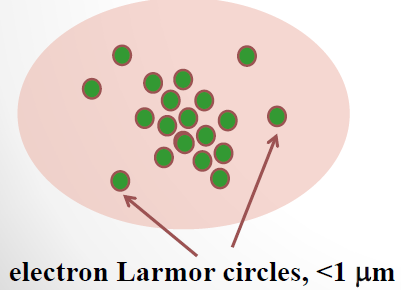 electron Larmor circles, <1 μm